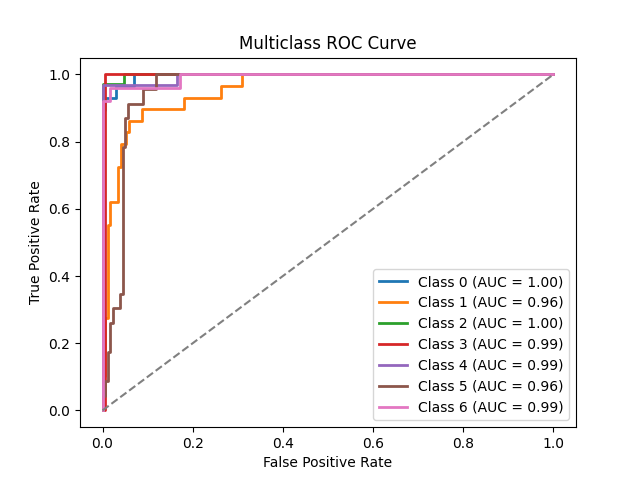 Multiclass ROC Curve
1.0
0.8
0.6
0.4
0.2
0.0
True Positive Rate
Class 0 (AUC = 1.00)
Class 1 (AUC = 0.96)
Class 2 (AUC = 1.00)
Class 3 (AUC = 0.99)
Class 4 (AUC = 0.99)
Class 5 (AUC = 0.96)
Class 6 (AUC = 0.99)
0.0 0.2 0.4 0.6 0.8 1.0
False Positive Rate